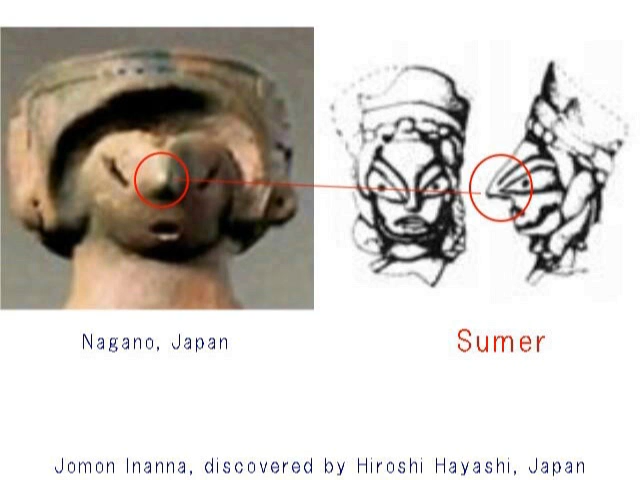 Nagano, Japan
Sumer
Jomon Inanna, discovered by Hiroshi Hayashi, Japan